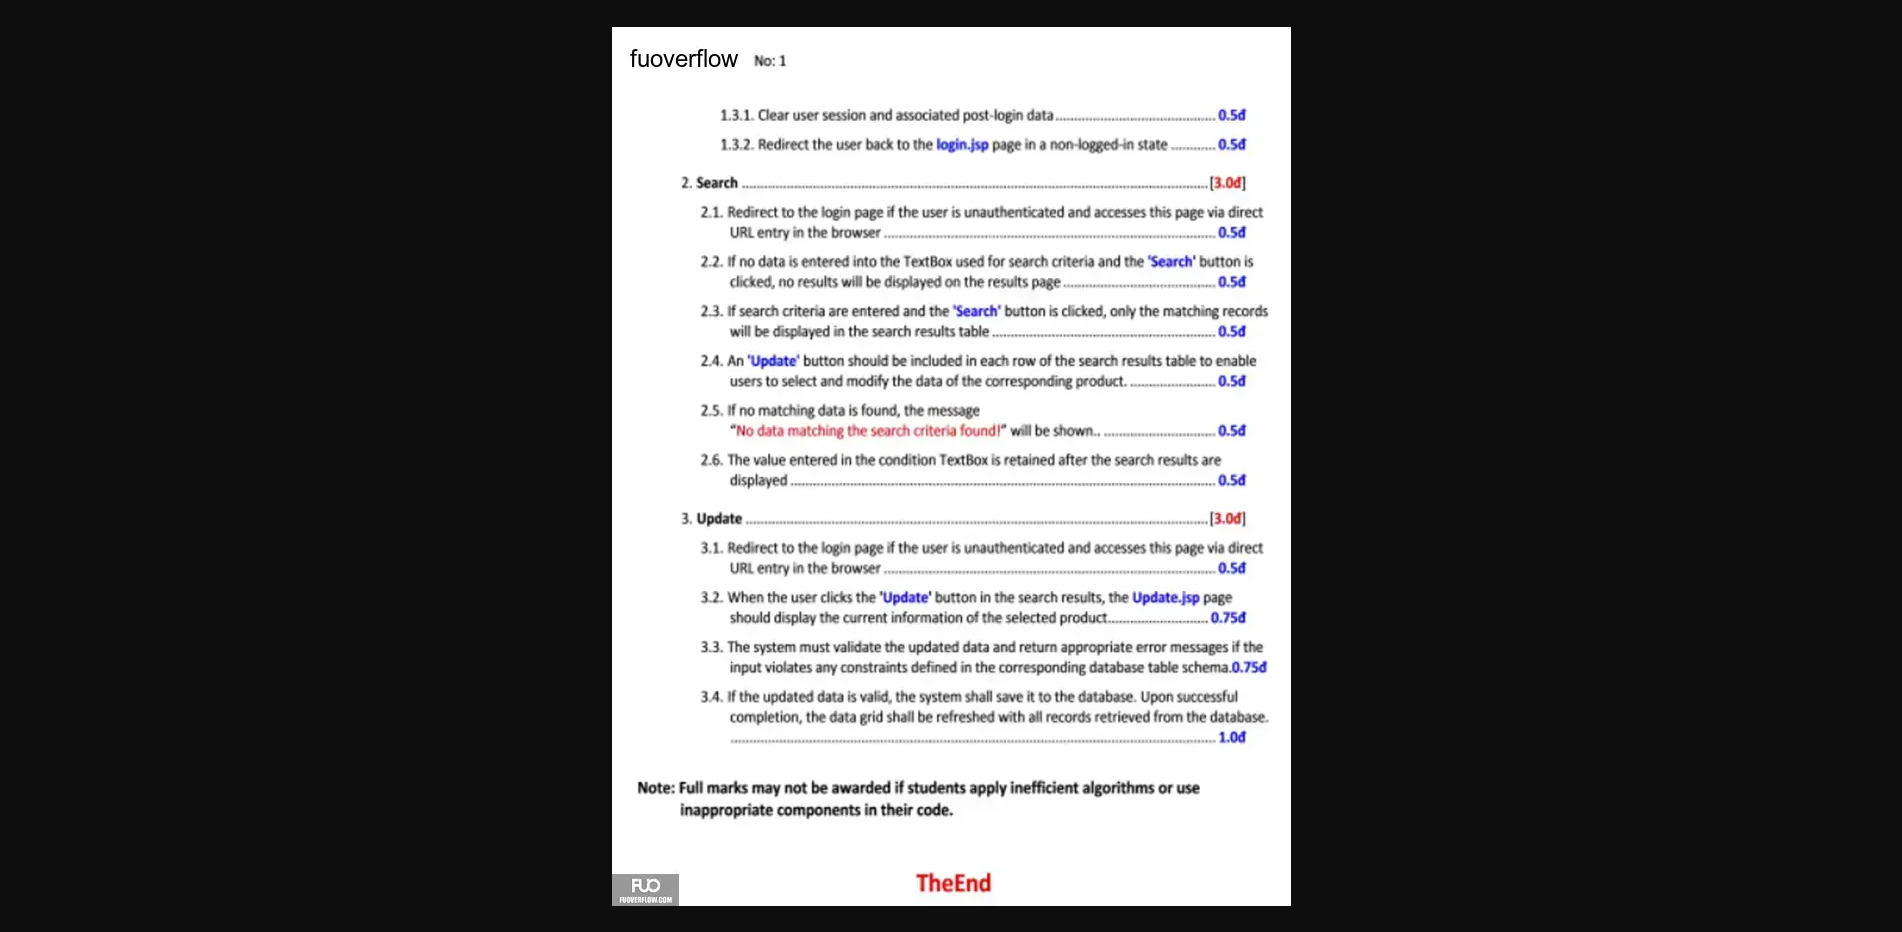 fuoverflow No: 1
1.3.1. Clear user session and associated post-login data ........................................ 0.5đ
1.3.2. Redirect the user back to the login.jsp page in a non-logged-in state ........... 0.5đ
2. Search ........................................ [3.0đ]
2.1. Redirect to the login page if the user is unauthenticated and accesses this page via direct
URL entry in the browser ........................................ 0.5đ
2.2. If no data is entered into the TextBox used for search criteria and the 'Search' button is
clicked, no results will be displayed on the results page ........................................ 0.5đ
2.3. If search criteria are entered and the 'Search' button is clicked, only the matching records
will be displayed in the search results table ........................................ 0.5đ
2.4. An 'Update' button should be included in each row of the search results table to enable
users to select and modify the data of the corresponding product. ........................ 0.5đ
2.5. If no matching data is found, the message
“No data matching the search criteria found!” will be shown.. ............................ 0.5đ
2.6. The value entered in the condition TextBox is retained after the search results are
displayed ........................................ 0.5đ
3. Update ........................................ [3.0đ]
3.1. Redirect to the login page if the user is unauthenticated and accesses this page via direct
URL entry in the browser ........................................ 0.5đ
3.2. When the user clicks the 'Update' button in the search results, the Update.jsp page
should display the current information of the selected product............................ 0.75đ
3.3. The system must validate the updated data and return appropriate error messages if the
input violates any constraints defined in the corresponding database table schema.0.75đ
3.4. If the updated data is valid, the system shall save it to the database. Upon successful
completion, the data grid shall be refreshed with all records retrieved from the database.
........................................ 1.0đ
Note: Full marks may not be awarded if students apply inefficient algorithms or use
inappropriate components in their code.
TheEnd
FUO
FUOVERFLOW.COM